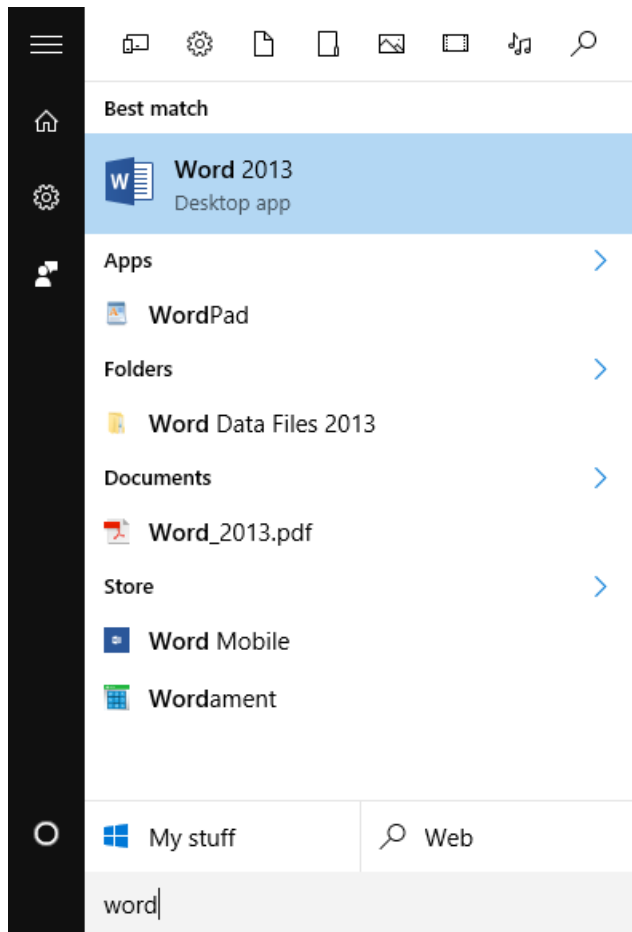 Best match
Word 2013
Desktop app
Apps
WordPad
Folders
Word Data Files 2013
Documents
Word_2013.pdf
Store
Word Mobile
Wordament
My stuff
Web
word